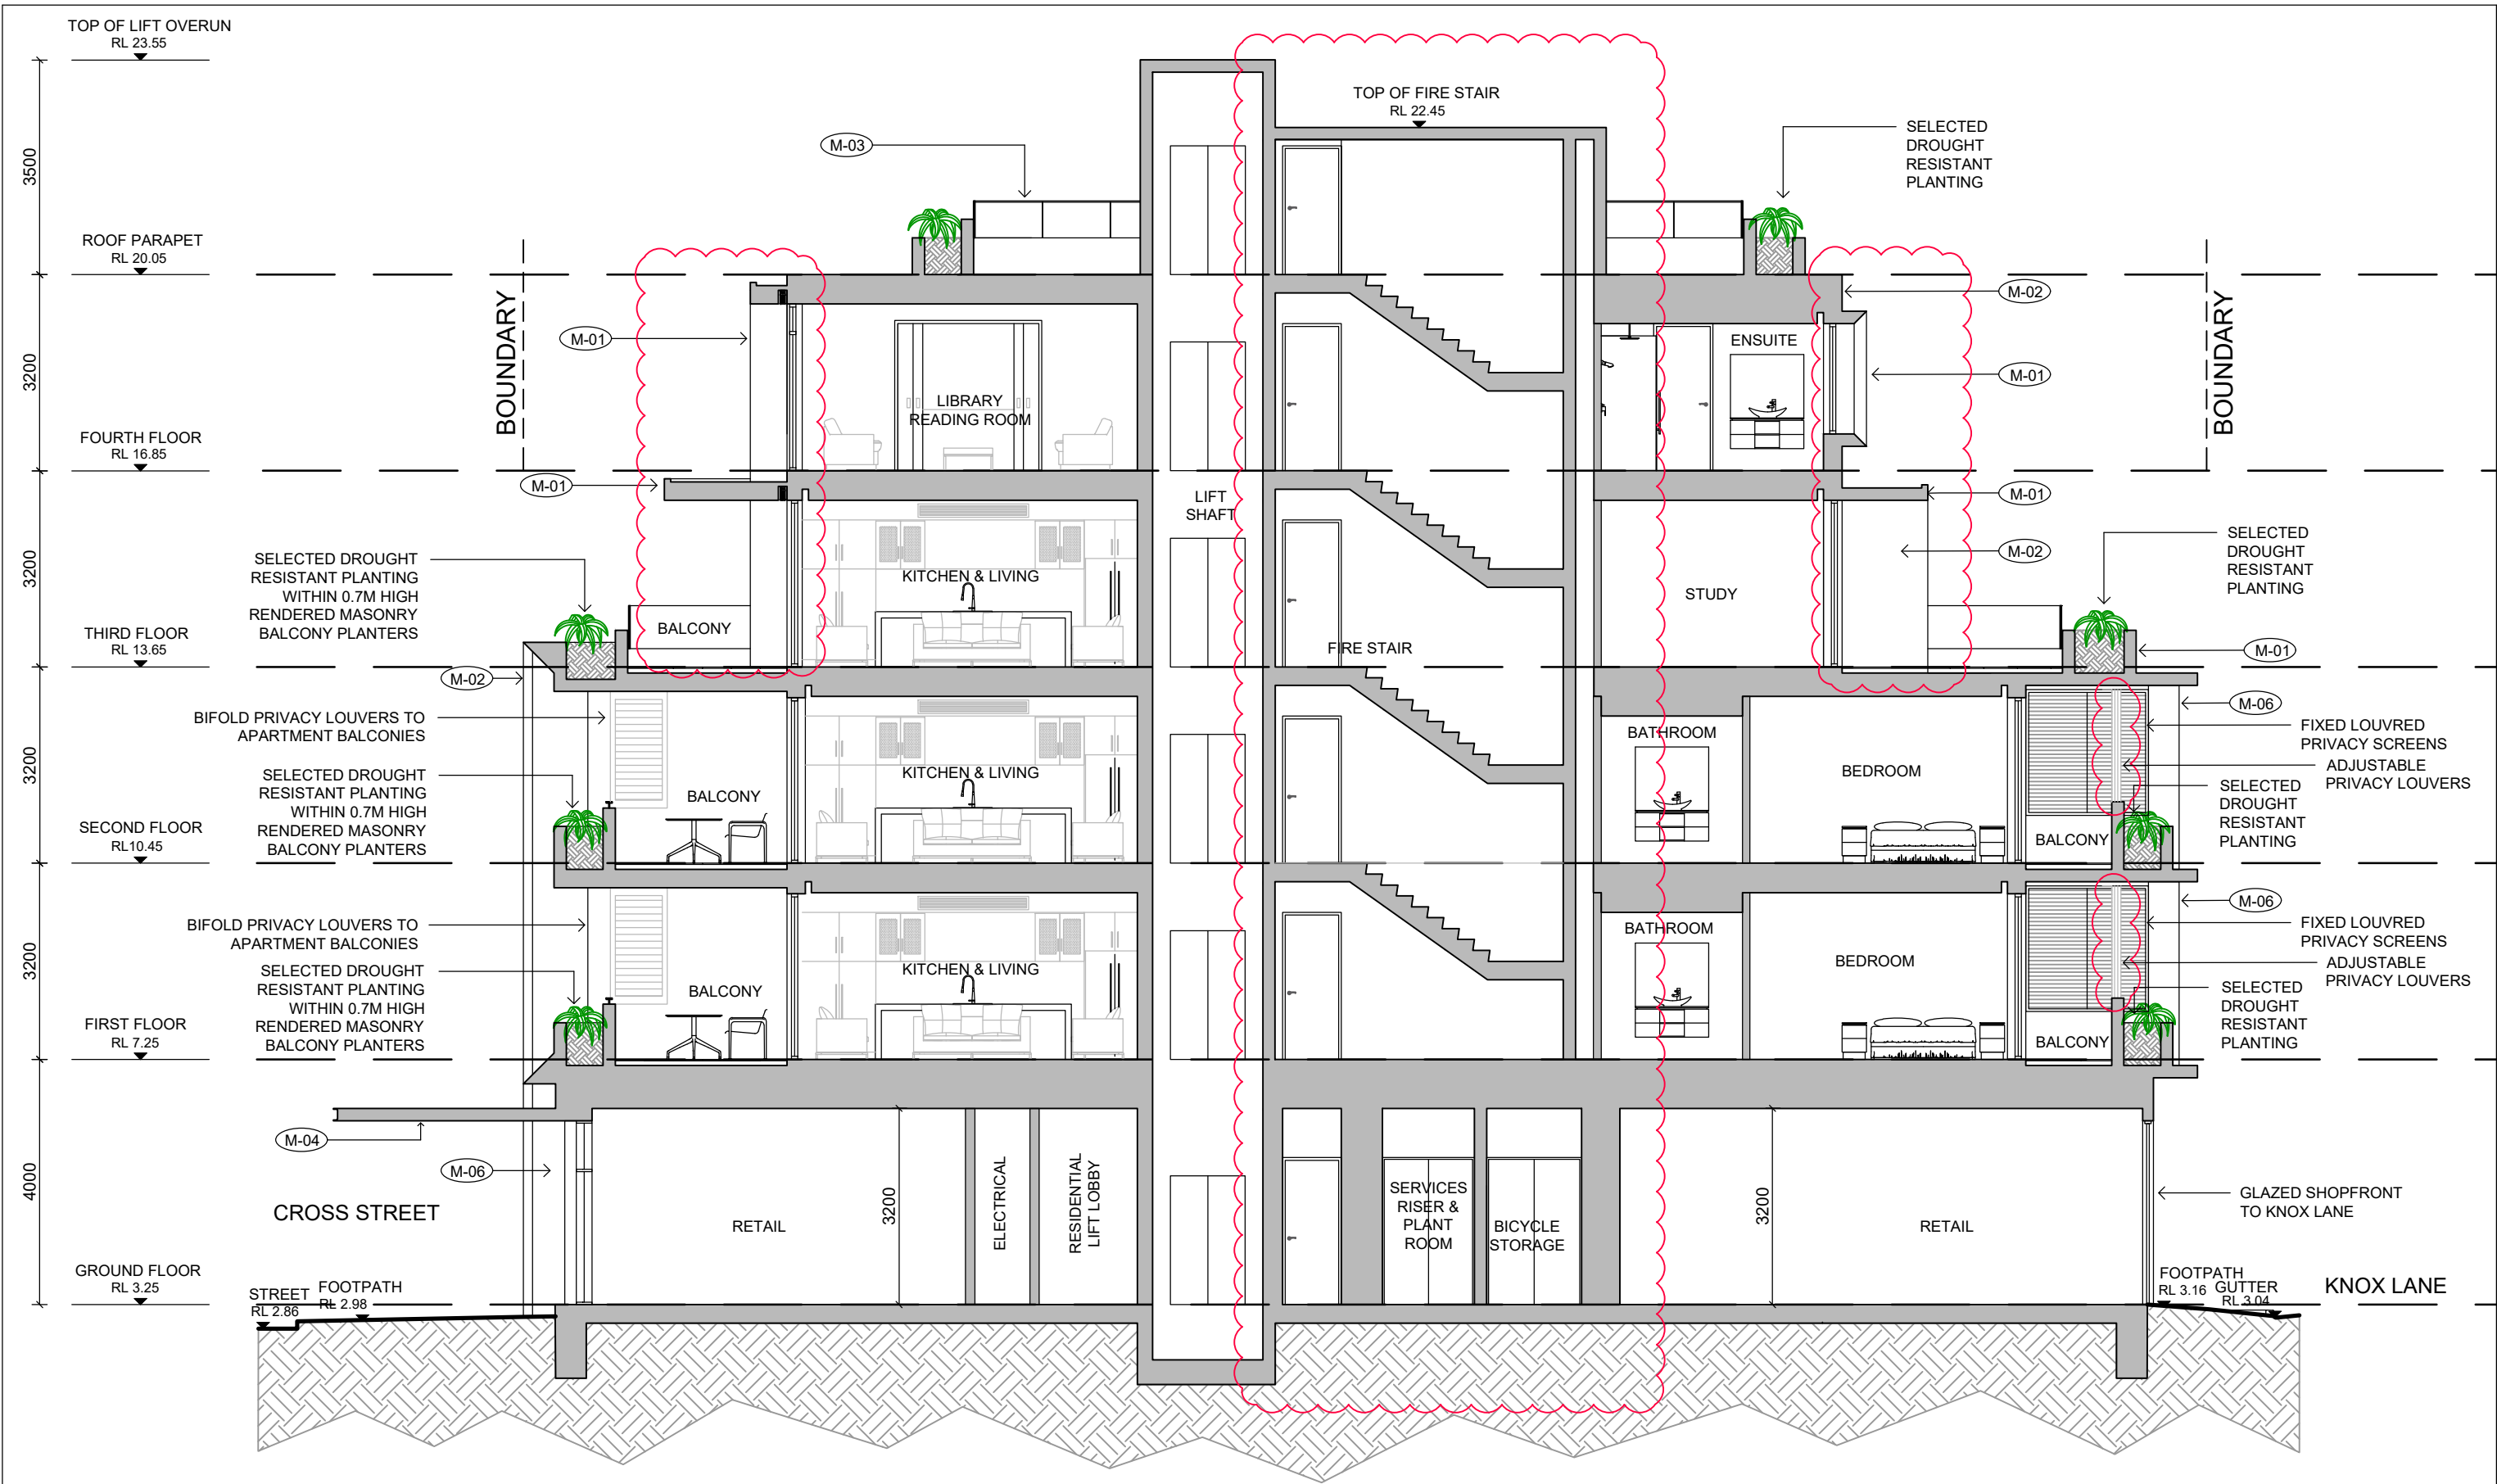 TOP OF LIFT OVERUN
RL 23.55
3500
TOP OF FIRE STAIR
RL 22.45
M-03
SELECTED
DROUGHT
RESISTANT
PLANTING
ROOF PARAPET
RL 20.05
BOUNDARY
M-01
3200
LIBRARY
READING ROOM
ENSUITE
M-02
M-01
BOUNDARY
FOURTH FLOOR
RL 16.85
M-01
LIFT
SHAFT
M-01
M-02
3200
SELECTED DROUGHT
RESISTANT PLANTING
WITHIN 0.7M HIGH
RENDERED MASONRY
BALCONY PLANTERS
BALCONY
KITCHEN & LIVING
FIRE STAIR
STUDY
SELECTED
DROUGHT
RESISTANT
PLANTING
M-01
THIRD FLOOR
RL 13.65
M-02
M-06
BIFOLD PRIVACY LOUVERS TO
APARTMENT BALCONIES
3200
SELECTED DROUGHT
RESISTANT PLANTING
WITHIN 0.7M HIGH
RENDERED MASONRY
BALCONY PLANTERS
BALCONY
KITCHEN & LIVING
BATHROOM
BEDROOM
BALCONY
FIXED LOUVRED
PRIVACY SCREENS
ADJUSTABLE
PRIVACY LOUVERS
SELECTED
DROUGHT
RESISTANT
PLANTING
SECOND FLOOR
RL10.45
M-06
BIFOLD PRIVACY LOUVERS TO
APARTMENT BALCONIES
3200
SELECTED DROUGHT
RESISTANT PLANTING
WITHIN 0.7M HIGH
RENDERED MASONRY
BALCONY PLANTERS
BALCONY
KITCHEN & LIVING
BATHROOM
BEDROOM
BALCONY
FIXED LOUVRED
PRIVACY SCREENS
ADJUSTABLE
PRIVACY LOUVERS
SELECTED
DROUGHT
RESISTANT
PLANTING
FIRST FLOOR
RL 7.25
M-04
M-06
4000
CROSS STREET
RETAIL
3200
ELECTRICAL
RESIDENTIAL
LIFT LOBBY
SERVICES
RISER &
PLANT
ROOM
BICYCLE
STORAGE
3200
RETAIL
GLAZED SHOPFRONT
TO KNOX LANE
GROUND FLOOR
RL 3.25
STREET
RL 2.86
FOOTPATH
RL 2.98
FOOTPATH
RL 3.16
GUTTER
RL 3.04
KNOX LANE